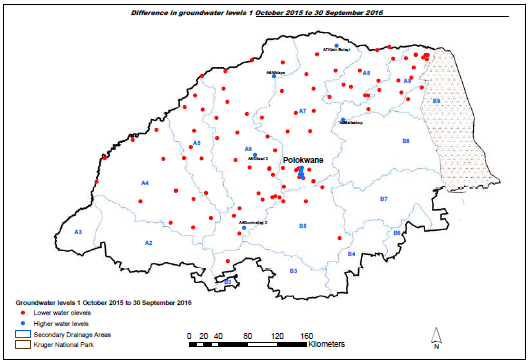 Difference in groundwater levels 1 October 2015 to 30 September 2016
A8
A9
B9
A7
B8
A5
A6
Polokwane
A4
B7
B5
A3
A2
B6
B4
B3
B3
Groundwater levels 1 October 2015 to 30 September 2016
Lower water olevels
Higher water levels
Secondary Drainage Areas
Kruger National Park
0 20 40 80 120 160
Kilometers
N